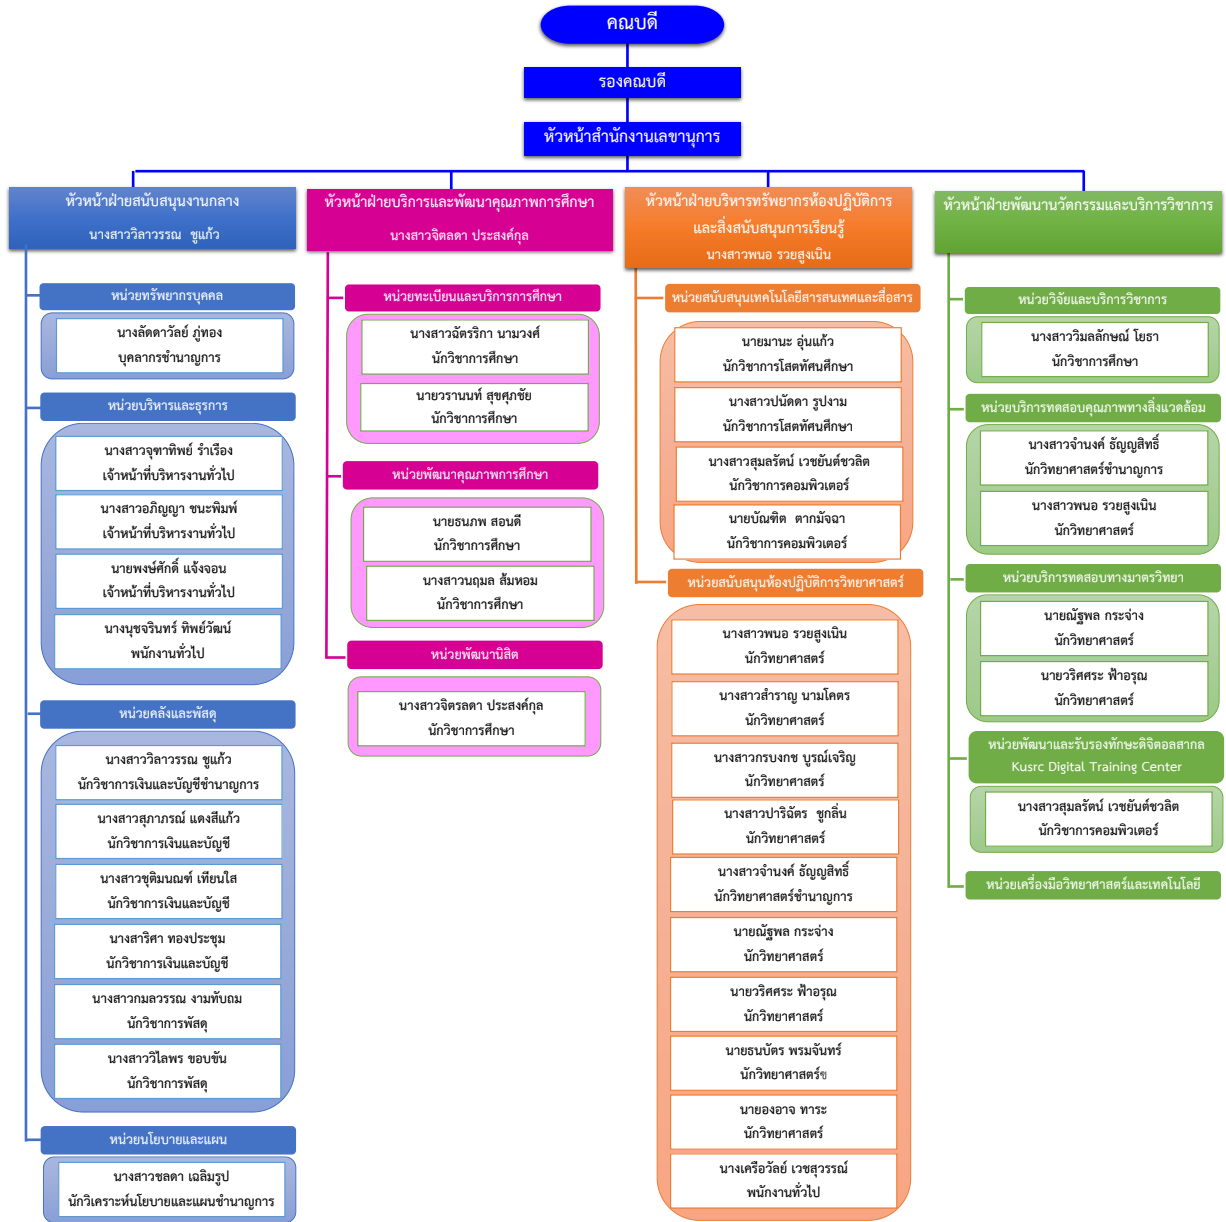 คณบดี
รองคณบดี
หัวหน้าสำนักงานเลขานุการ
หัวหน้าฝ่ายสนับสนุนงานกลาง
นางสาววิลาวรรณ ชูแก้ว
หน่วยทรัพยากรบุคคล
นางลัดดาวัลย์ ภู่ทอง
บุคลากรชำนาญการ
หน่วยบริหารและธุรการ
นางสาวจุฑาทิพย์ รำเรือง
เจ้าหน้าที่บริหารงานทั่วไป
นางสาวอภิญญา ชนะพิมพ์
เจ้าหน้าที่บริหารงานทั่วไป
นายพงษ์ศักดิ์ แจ้งจอน
เจ้าหน้าที่บริหารงานทั่วไป
นางนุชจรินทร์ ทิพย์วัฒน์
พนักงานทั่วไป
หน่วยคลังและพัสดุ
นางสาววิลาวรรณ ชูแก้ว
นักวิชาการเงินและบัญชีชำนาญการ
นางสาวสุภาภรณ์ แดงสีแก้ว
นักวิชาการเงินและบัญชี
นางสาวชุติมณฑ์ เทียนใส
นักวิชาการเงินและบัญชี
นางสาริศา ทองประชุม
นักวิชาการเงินและบัญชี
นางสาวกมลวรรณ งามทับถม
นักวิชาการพัสดุ
นางสาววิไลพร ขอบขัน
นักวิชาการพัสดุ
หน่วยนโยบายและแผน
นางสาวชลดา เฉลิมรูป
นักวิเคราะห์นโยบายและแผนชำนาญการ
หัวหน้าฝ่ายบริการและพัฒนาคุณภาพการศึกษา
นางสาวจิตลดา ประสงค์กุล
หน่วยทะเบียนและบริการการศึกษา
นางสาวฉัตรริกา นามวงศ์
นักวิชาการศึกษา
นายวรานนท์ สุขศุภชัย
นักวิชาการศึกษา
หน่วยพัฒนาคุณภาพการศึกษา
นายธนภพ สอนดี
นักวิชาการศึกษา
นางสาวนฤมล ส้มหอม
นักวิชาการศึกษา
หน่วยพัฒนานิสิต
นางสาวจิตรลดา ประสงค์กุล
นักวิชาการศึกษา
หัวหน้าฝ่ายบริหารทรัพยากรห้องปฏิบัติการ
และสิ่งสนับสนุนการเรียนรู้
นางสาวพนอ รวยสูงเนิน
หน่วยสนับสนุนเทคโนโลยีสารสนเทศและสื่อสาร
นายมานะ อุ่นแก้ว
นักวิชาการโสตทัศนศึกษา
นางสาวปนัดดา รูปงาม
นักวิชาการโสตทัศนศึกษา
นางสาวสุมลรัตน์ เวชยันต์ชวลิต
นักวิชาการคอมพิวเตอร์
นายบัณฑิต ตากมัจฉา
นักวิชาการคอมพิวเตอร์
หน่วยสนับสนุนห้องปฏิบัติการวิทยาศาสตร์
นางสาวพนอ รวยสูงเนิน
นักวิทยาศาสตร์
นางสาวสำราญ นามโคตร
นักวิทยาศาสตร์
นางสาวกรบงกช บูรณ์เจริญ
นักวิทยาศาสตร์
นางสาวปาริฉัตร ชูกลิ่น
นักวิทยาศาสตร์
นางสาวจำนงค์ ธัญญสิทธิ์
นักวิทยาศาสตร์ชำนาญการ
นายณัฐพล กระจ่าง
นักวิทยาศาสตร์
นายวริศศระ ฟ้าอรุณ
นักวิทยาศาสตร์
นายธนบัตร พรมจันทร์
นักวิทยาศาสตร์ซ
นายองอาจ ทาระ
นักวิทยาศาสตร์
นางเครือวัลย์ เวชสุวรรณ์
พนักงานทั่วไป
หัวหน้าฝ่ายพัฒนานวัตกรรมและบริการวิชาการ
หน่วยวิจัยและบริการวิชาการ
นางสาววิมลลักษณ์ โยธา
นักวิชาการศึกษา
หน่วยบริการทดสอบคุณภาพทางสิ่งแวดล้อม
นางสาวจำนงค์ ธัญญสิทธิ์
นักวิทยาศาสตร์ชำนาญการ
นางสาวพนอ รวยสูงเนิน
นักวิทยาศาสตร์
หน่วยบริการทดสอบทางมาตรวิทยา
นายณัฐพล กระจ่าง
นักวิทยาศาสตร์
นายวริศศระ ฟ้าอรุณ
นักวิทยาศาสตร์
หน่วยพัฒนาและรับรองทักษะดิจิตอลสากล
Kusrc Digital Training Center
นางสาวสุมลรัตน์ เวชยันต์ชวลิต
นักวิชาการคอมพิวเตอร์
หน่วยเครื่องมือวิทยาศาสตร์และเทคโนโลยี